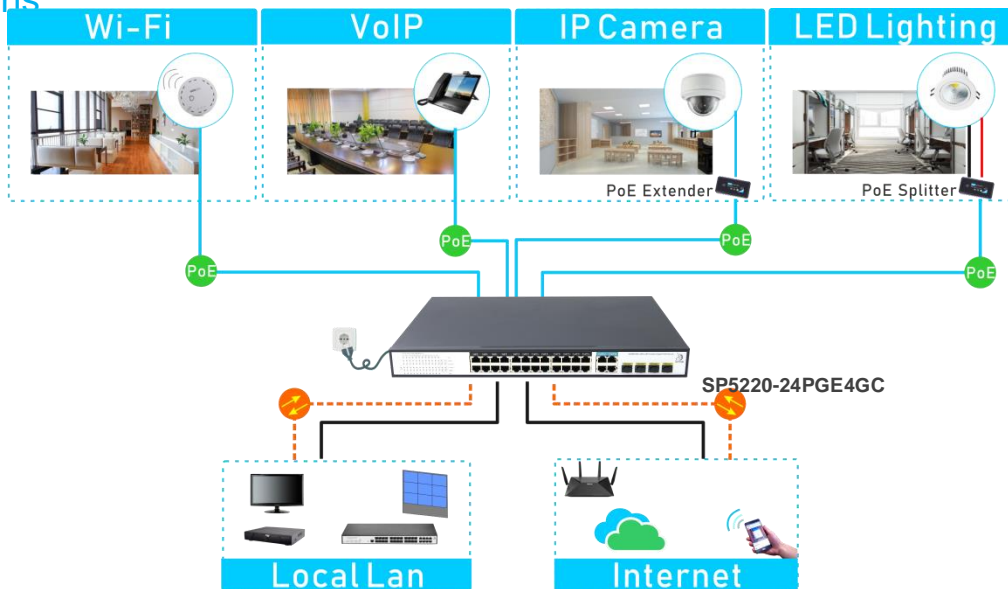 ns
Wi-Fi
VoIP
IP Camera
LED Lighting
PoE Extender
PoE Splitter
PoE
PoE
PoE
PoE
SP5220-24PGE4GC
Local Lan
Internet